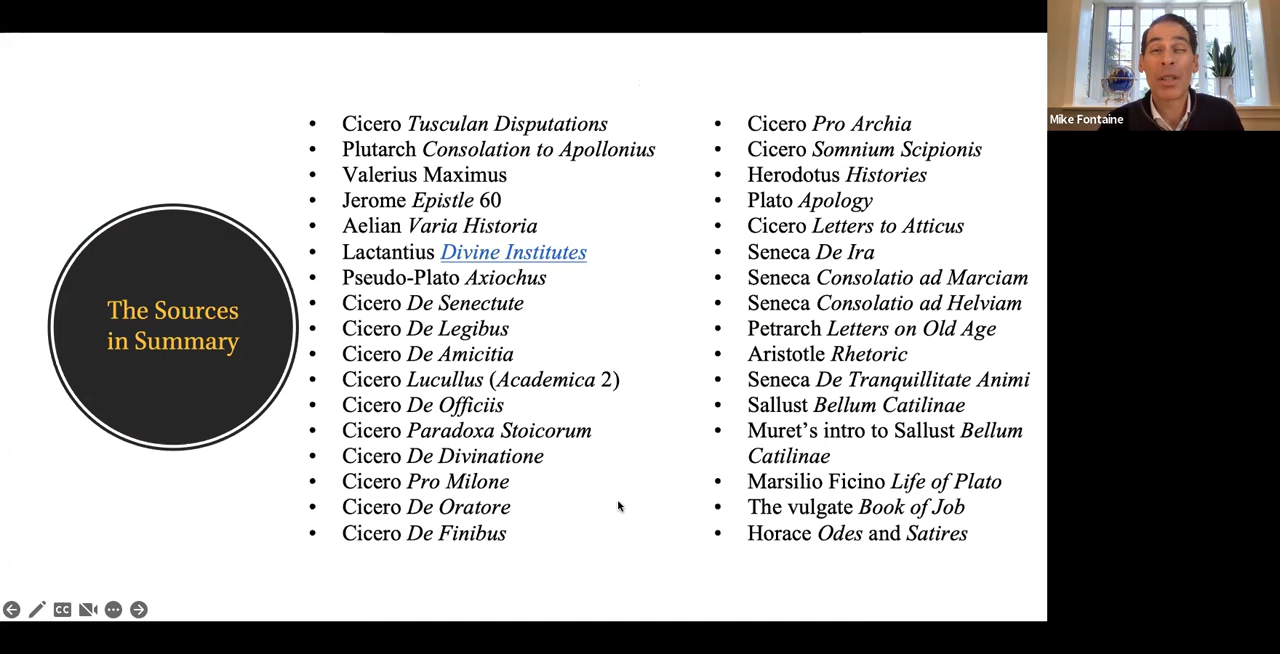 The Sources
in Summary
• Cicero Tusculan Disputations
• Plutarch Consolation to Apollonius
• Valerius Maximus
• Jerome Epistle 60
• Aelian Varia Historia
• Lactantius Divine Institutes
• Pseudo-Plato Axiochus
• Cicero De Senectute
• Cicero De Legibus
• Cicero De Amicitia
• Cicero Lucullus (Academica 2)
• Cicero De Officiis
• Cicero Paradoxa Stoicorum
• Cicero De Divinatione
• Cicero Pro Milone
• Cicero De Oratore
• Cicero De Finibus
• Cicero Pro Archia
• Cicero Somnium Scipionis
• Herodotus Histories
• Plato Apology
• Cicero Letters to Atticus
• Seneca De Ira
• Seneca Consolatio ad Marciam
• Seneca Consolatio ad Helviam
• Petrarch Letters on Old Age
• Aristotle Rhetoric
• Seneca De Tranquillitate Animi
• Sallust Bellum Catilinae
• Muret’s intro to Sallust Bellum
Catilinae
• Marsilio Ficino Life of Plato
• The vulgate Book of Job
• Horace Odes and Satires
Mike Fontaine
CC